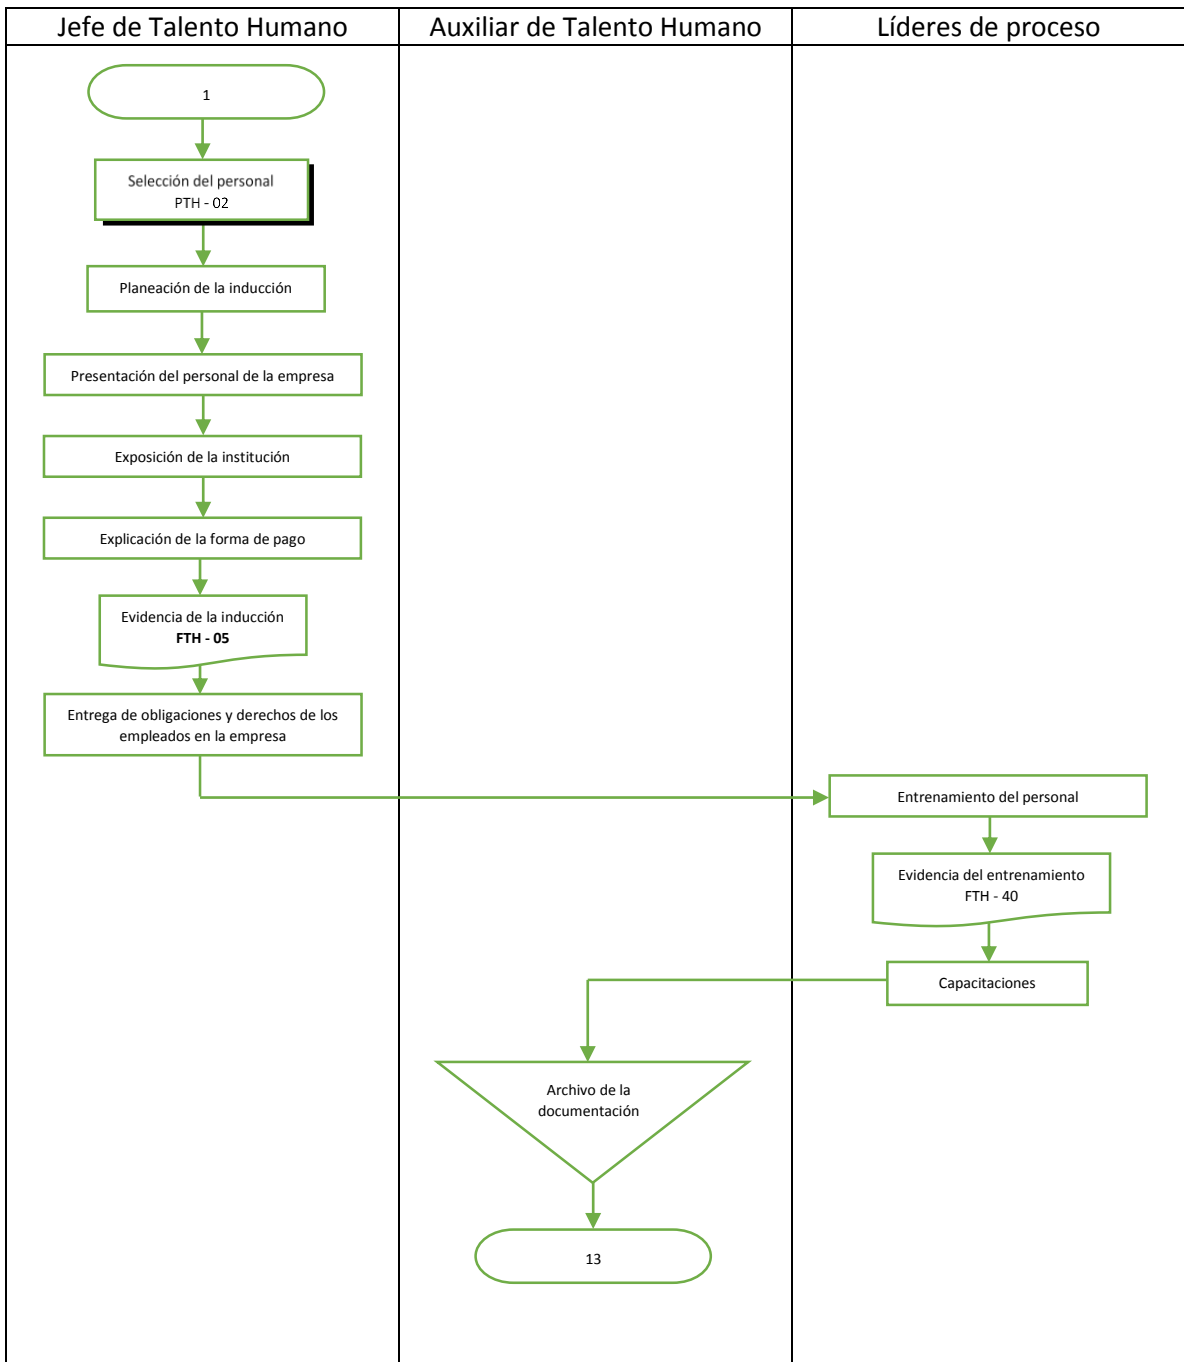 Jefe de Talento Humano
Auxiliar de Talento Humano
Líderes de proceso
1
Selección del personal
PTH - 02
Planeación de la inducción
Presentación del personal de la empresa
Exposición de la institución
Explicación de la forma de pago
Evidencia de la inducción
FTH - 05
Entrega de obligaciones y derechos de los
empleados en la empresa
Entrenamiento del personal
Evidencia del entrenamiento
FTH - 40
Capacitaciones
Archivo de la
documentación
13